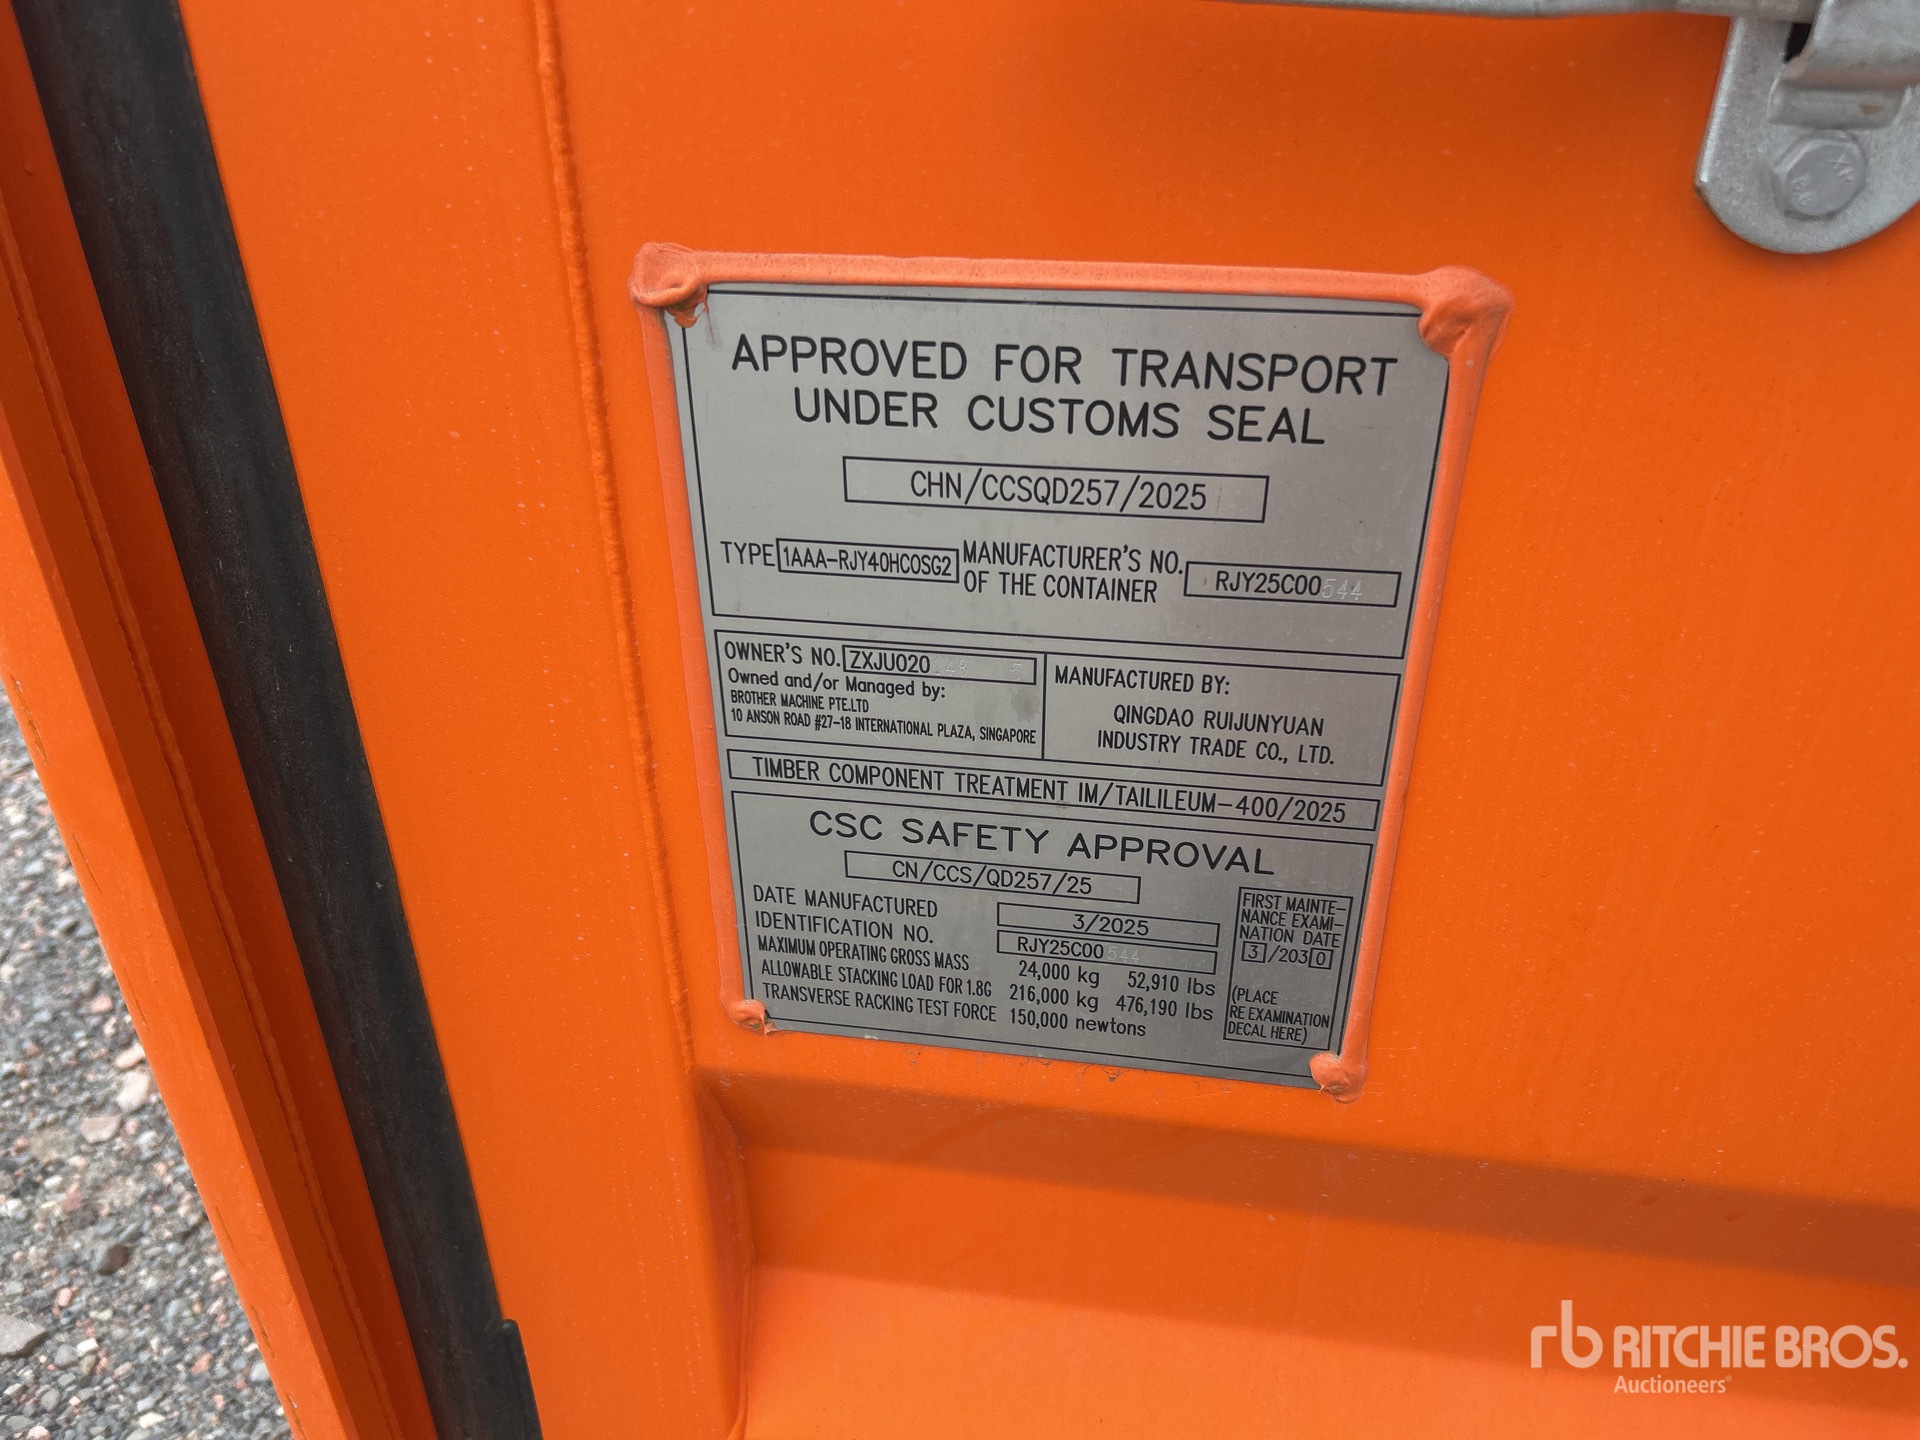 APPROVED FOR TRANSPORT
UNDER CUSTOMS SEAL
CHN/CCSQD257/2025
TYPE 1AAA-RJY40HCOSG2 MANUFACTURER'S NO.
OF THE CONTAINER RJY25C00544
OWNER'S NO. ZXJU020
Owned and/or Managed by:
BROTHER MACHINE PTE.LTD
10 ANSON ROAD #27-18 INTERNATIONAL PLAZA, SINGAPORE
MANUFACTURED BY:
QINGDAO RUIJUNYUAN
INDUSTRY TRADE CO., LTD.
TIMBER COMPONENT TREATMENT IM/TAILILEUM-400/2025
CSC SAFETY APPROVAL
CN/CCS/QD257/25
DATE MANUFACTURED 3/2025
IDENTIFICATION NO. RJY25C00544
MAXIMUM OPERATING GROSS MASS 24,000 kg 52,910 lbs
ALLOWABLE STACKING LOAD FOR 1.8G 216,000 kg 476,190 lbs
TRANSVERSE RACKING TEST FORCE 150,000 newtons
FIRST MAINTE-
NANCE EXAMI-
NATION DATE
3/2030
(PLACE
RE EXAMINATION
DECAL HERE)
rb RITCHIE BROS.
Auctioneers